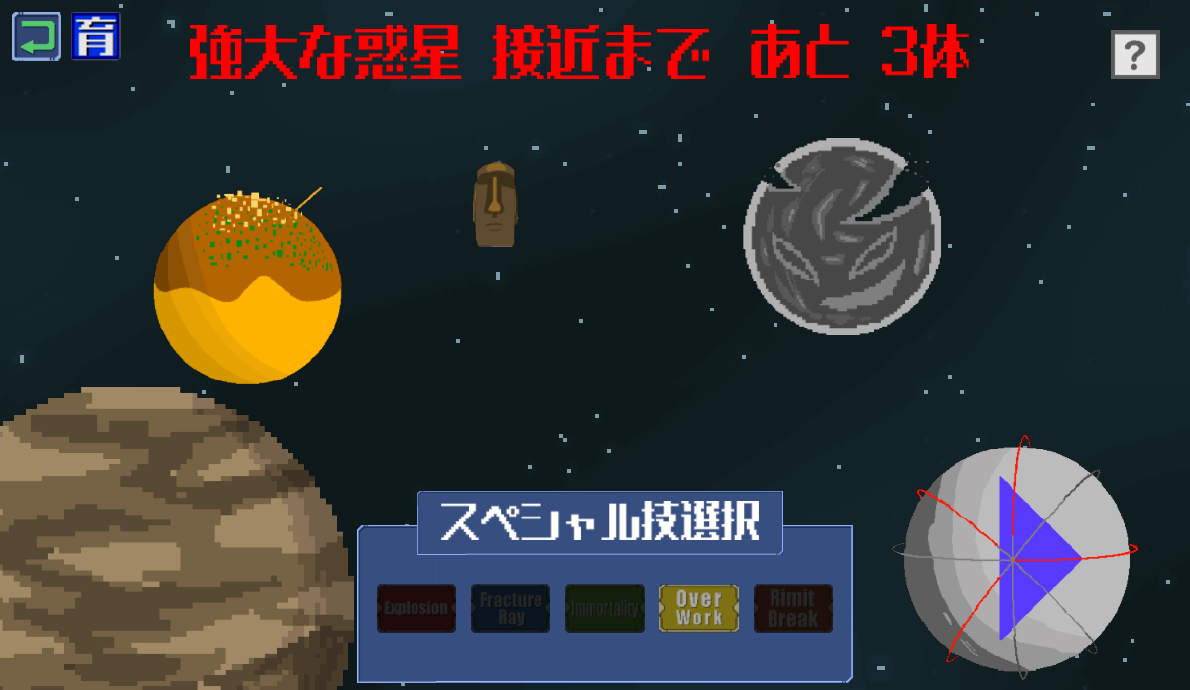 育
強大な惑星 接近まで あと 3体
?
スペシャル技選択
Explosion
Fracture
Ray
Immortality
Over
Work
Rimit
Break